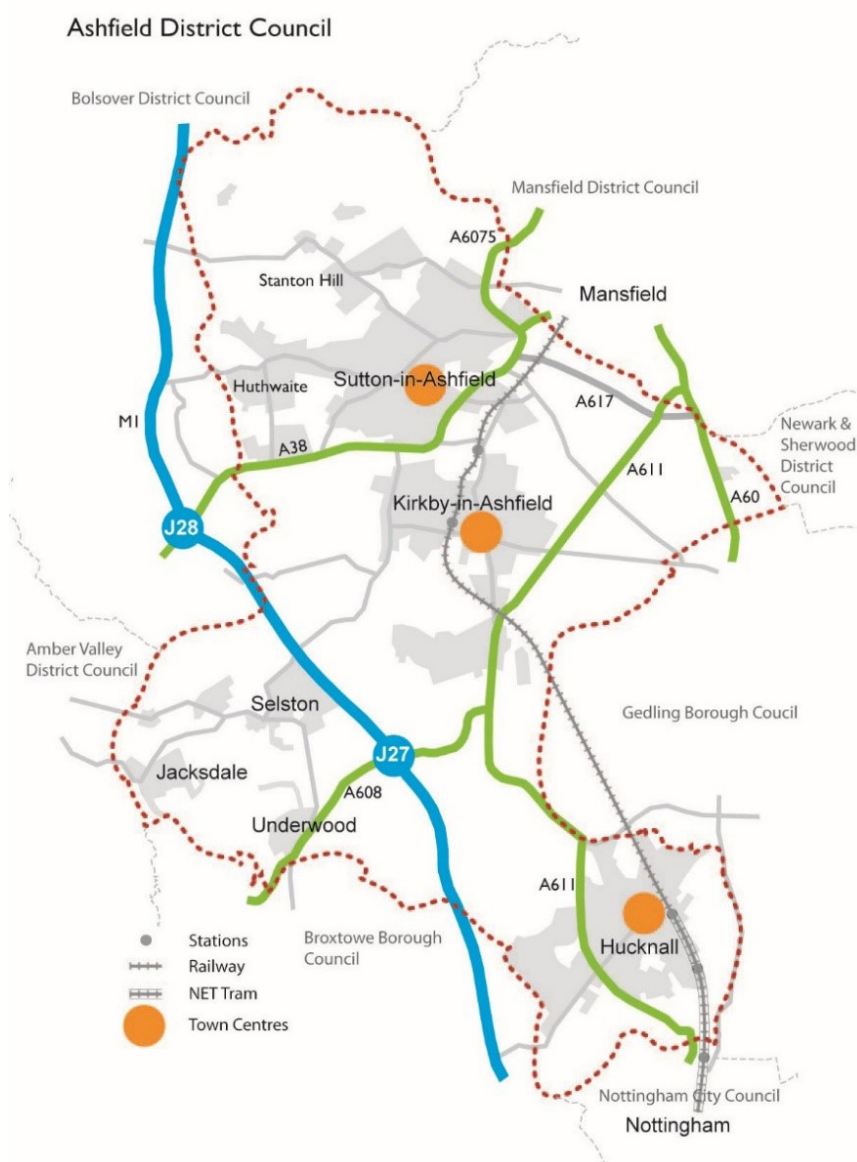 Ashfield District Council
Bolsover District Council
Mansfield District Council
A6075
Stanton Hill
Mansfield
Huthwaite
Sutton-in-Ashfield
M1
A617
Newark &
Sherwood
District
Council
A38
A611
Kirkby-in-Ashfield
A60
J28
Amber Valley
District Council
Selston
Gedling Borough Coucil
J27
Jacksdale
A608
Underwood
A611
Broxtowe Borough
Council
Hucknall
Stations
Railway
NET Tram
Town Centres
Nottingham City Council
Nottingham